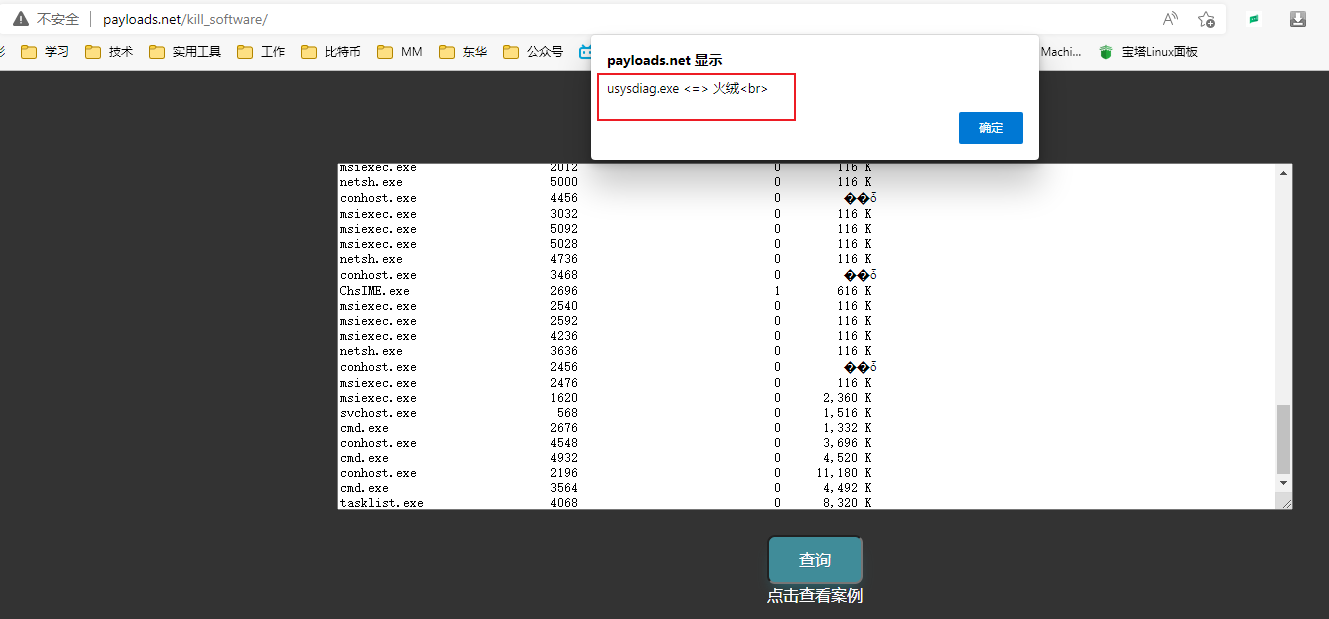 不安全 payloads.net/kill_software/
学习 技术 实用工具 工作 比特币 MM 东华 公众号 Machi... 宝塔Linux面板
payloads.net 显示
usysdiag.exe <=> 火绒<br>
确定
msiexec.exe 2012 0 116 K
netsh.exe 5000 0 116 K
conhost.exe 4456 0 ��
msiexec.exe 3032 0 116 K
msiexec.exe 5092 0 116 K
msiexec.exe 5028 0 116 K
netsh.exe 4736 0 116 K
conhost.exe 3468 0 ��
ChsIME.exe 2696 1 616 K
msiexec.exe 2540 0 116 K
msiexec.exe 2592 0 116 K
msiexec.exe 4236 0 116 K
netsh.exe 3636 0 116 K
conhost.exe 2456 0 ��
msiexec.exe 2476 0 116 K
msiexec.exe 1620 0 2,360 K
svchost.exe 568 0 1,516 K
cmd.exe 2676 0 1,332 K
conhost.exe 4548 0 3,696 K
cmd.exe 4932 0 4,520 K
conhost.exe 2196 0 11,180 K
cmd.exe 3564 0 4,492 K
tasklist.exe 4068 0 8,320 K
查询
点击查看案例